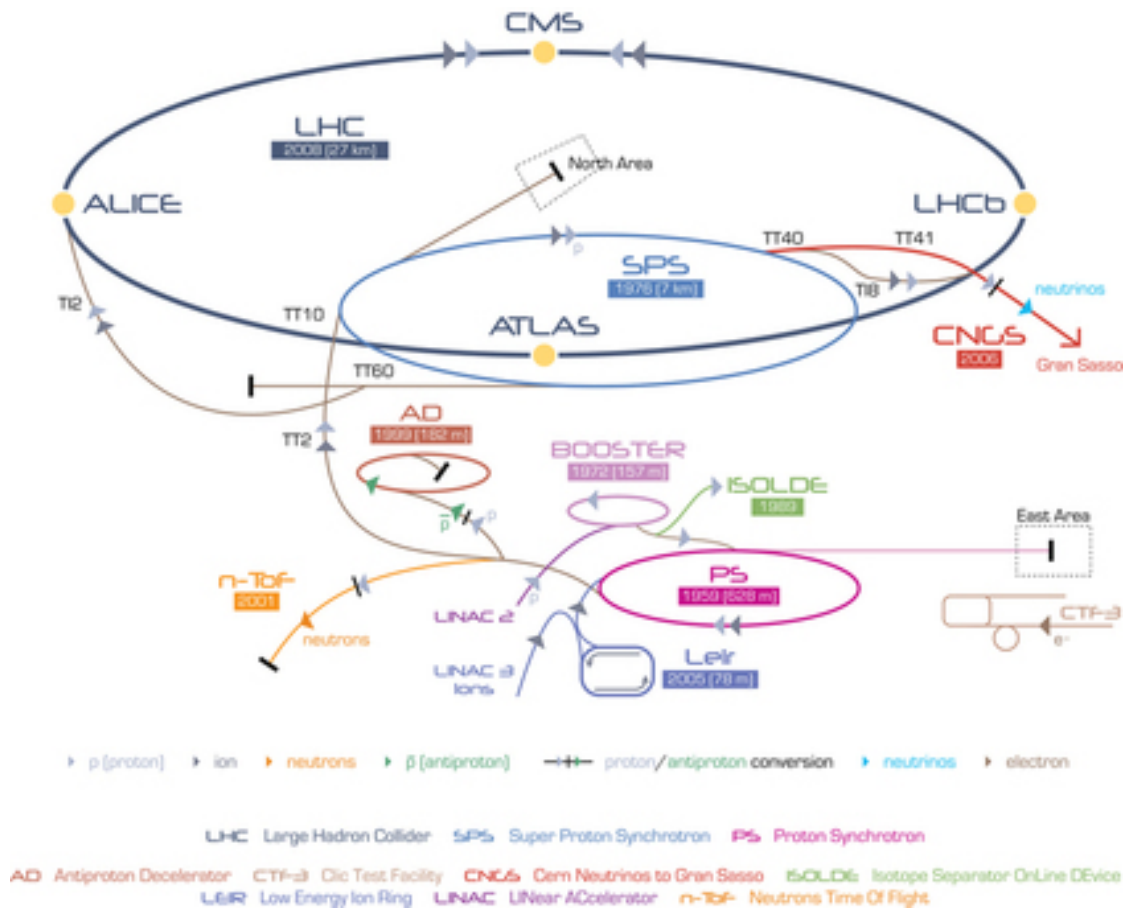 CMS
LHC
2008 (27 km)
North Area
ALICE
LHCb
TT40
TT41
SPS
1976 (7 km)
TI8
neutrinos
TI2
TT10
ATLAS
CNGS
2006
Gran Sasso
TT60
AD
1999 (182 m)
TT2
BOOSTER
1972 (157 m)
ISOLDE
1989
p
p̅
p
East Area
n-ToF
2001
PS
1959 (628 m)
LINAC 2
p
CTF-3
e-
neutrons
LINAC 3
Ions
Leir
2005 (78 m)
p (proton) ion neutrons p̅ (antiproton) proton/antiproton conversion neutrinos electron
LHC Large Hadron Collider SPS Super Proton Synchrotron PS Proton Synchrotron
AD Antiproton Decelerator CTF-3 Clic Test Facility CNGS Cern Neutrinos to Gran Sasso ISOLDE Isotope Separator OnLine DEvice
LEIR Low Energy Ion Ring LINAC LINear ACcelerator n-ToF Neutrons Time Of Flight